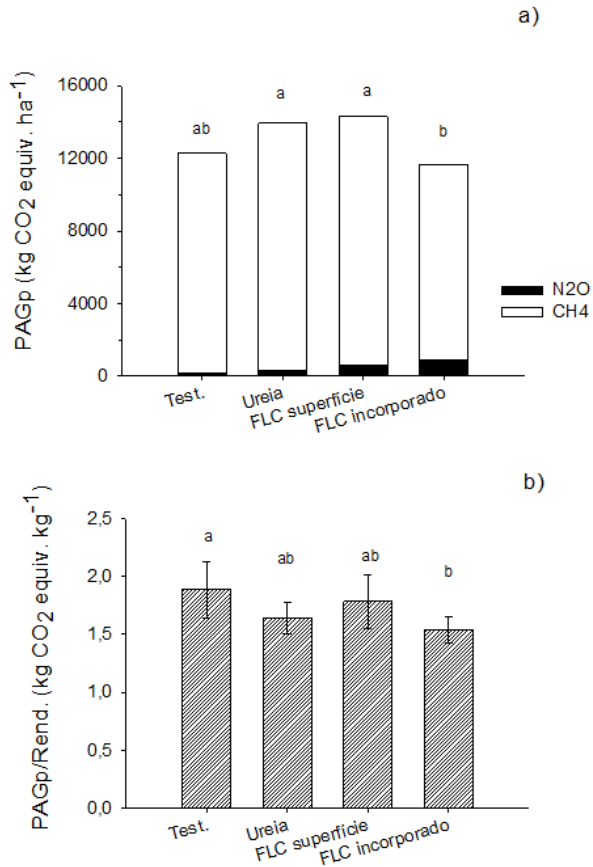 a)
PAGp (kg CO2 equiv. ha-1)
16000
12000
8000
4000
0
ab
a
a
b
N2O
CH4
Test.
Ureia
FLC superfície
FLC incorporado
b)
PAGp/Rend. (kg CO2 equiv. kg-1)
2,5
2,0
1,5
1,0
0,5
0,0
a
ab
ab
b
Test.
Ureia
FLC superfície
FLC incorporado